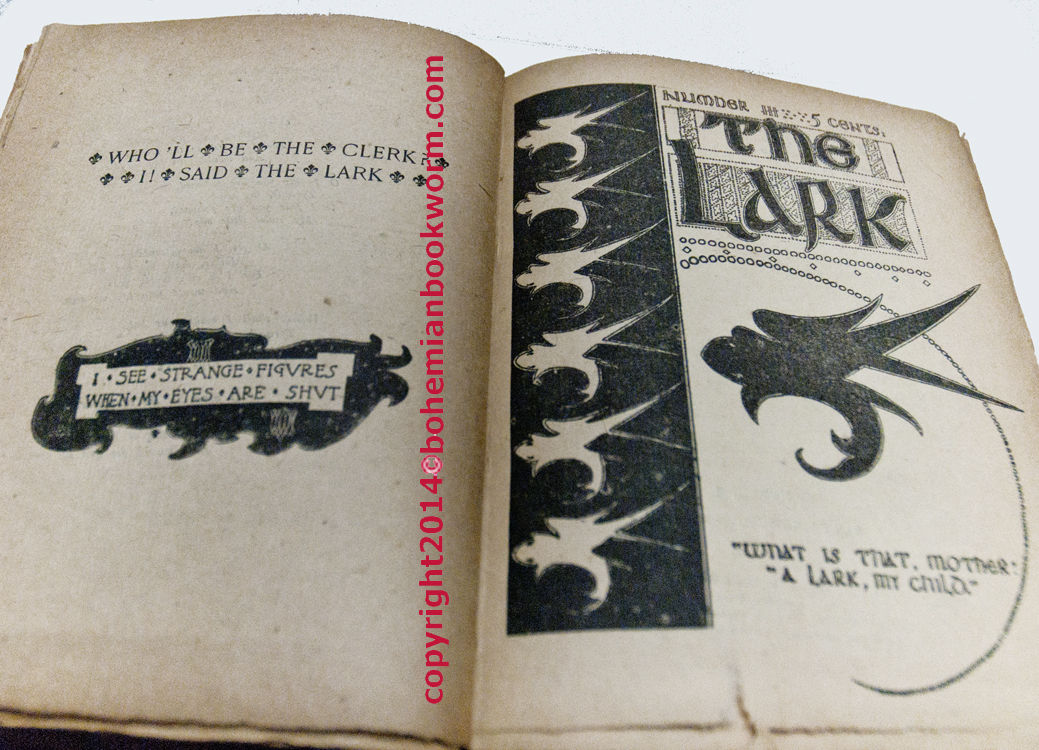 WHO 'LL BE THE CLERK?
I! SAID THE LARK
I · SEE · STRANGE · FIGVRES
WHEN · MY · EYES · ARE · SHVT
copyright2014©bohemianbookworm.com
NUMBER III 5 CENTS:
THE
LARK
"WHAT IS THAT, MOTHER?
"A LARK, MY CHILD."